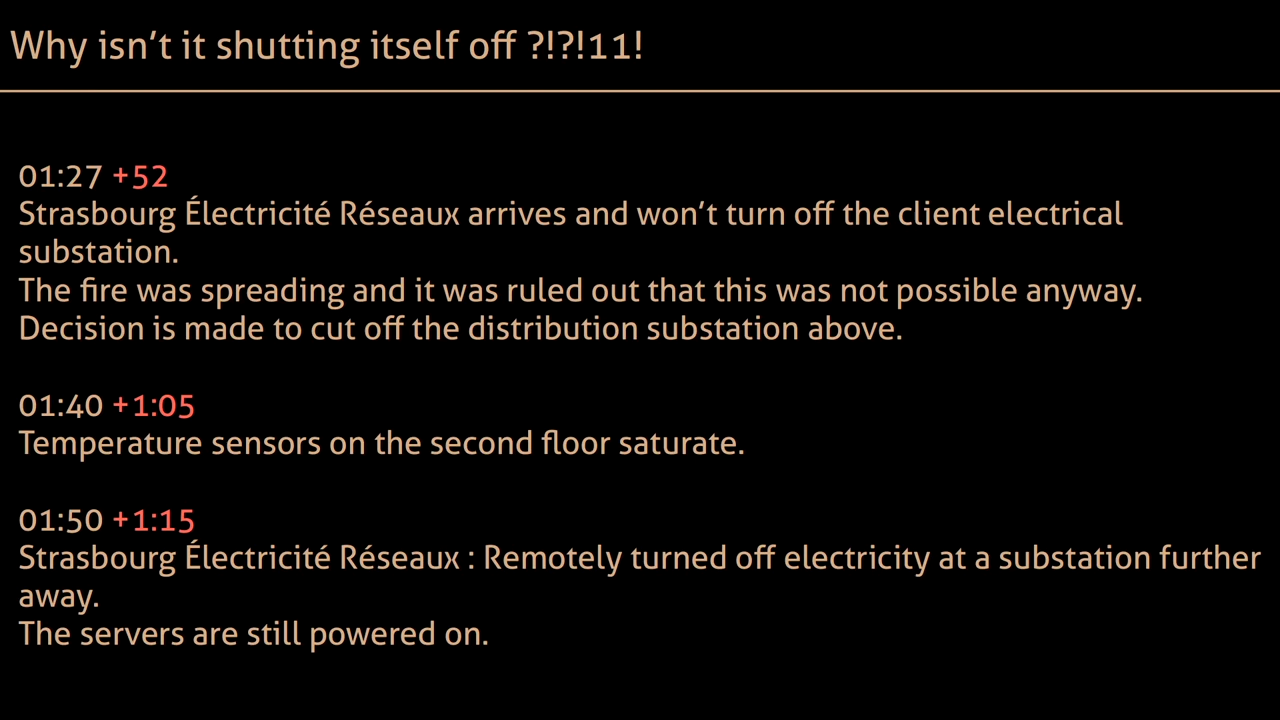 Why isn't it shutting itself off ?!?!11!
01:27 +52
Strasbourg Électricité Réseaux arrives and won't turn off the client electrical
substation.
The fire was spreading and it was ruled out that this was not possible anyway.
Decision is made to cut off the distribution substation above.
01:40 +1:05
Temperature sensors on the second floor saturate.
01:50 +1:15
Strasbourg Électricité Réseaux : Remotely turned off electricity at a substation further
away.
The servers are still powered on.